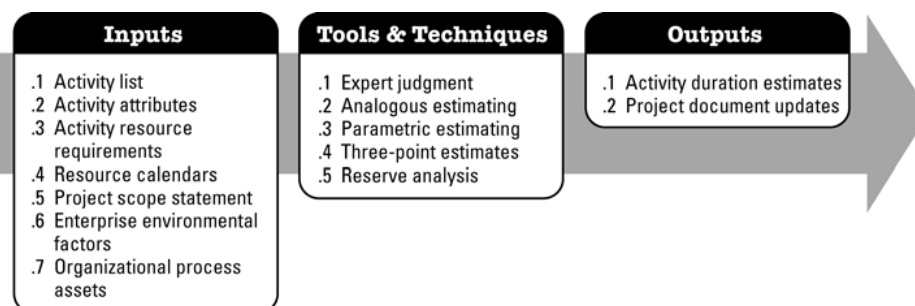 Inputs
.1 Activity list
.2 Activity attributes
.3 Activity resource
requirements
.4 Resource calendars
.5 Project scope statement
.6 Enterprise environmental
factors
.7 Organizational process
assets
Tools & Techniques
.1 Expert judgment
.2 Analogous estimating
.3 Parametric estimating
.4 Three-point estimates
.5 Reserve analysis
Outputs
.1 Activity duration estimates
.2 Project document updates